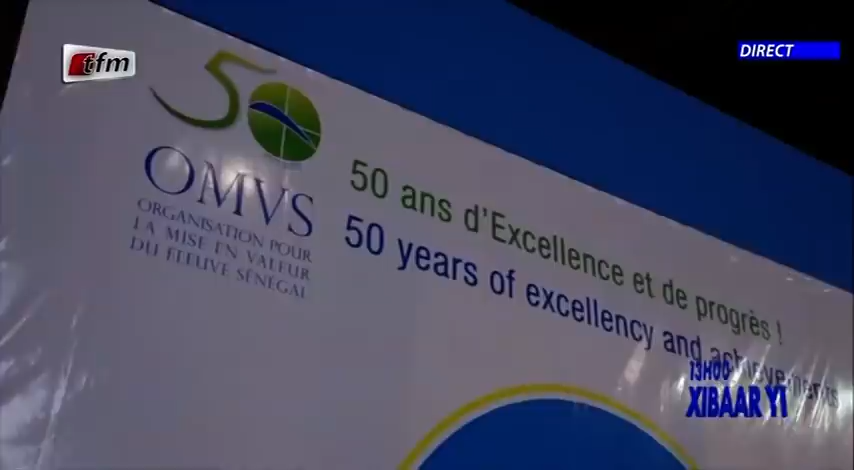 tfm
DIRECT
50
OMVS
ORGANISATION POUR
LA MISE EN VALEUR
DU FLEUVE SÉNÉGAL
50 ans d'Excellence et de progrès !
50 years of excellency and achievements
13H00
XIBAAR YI